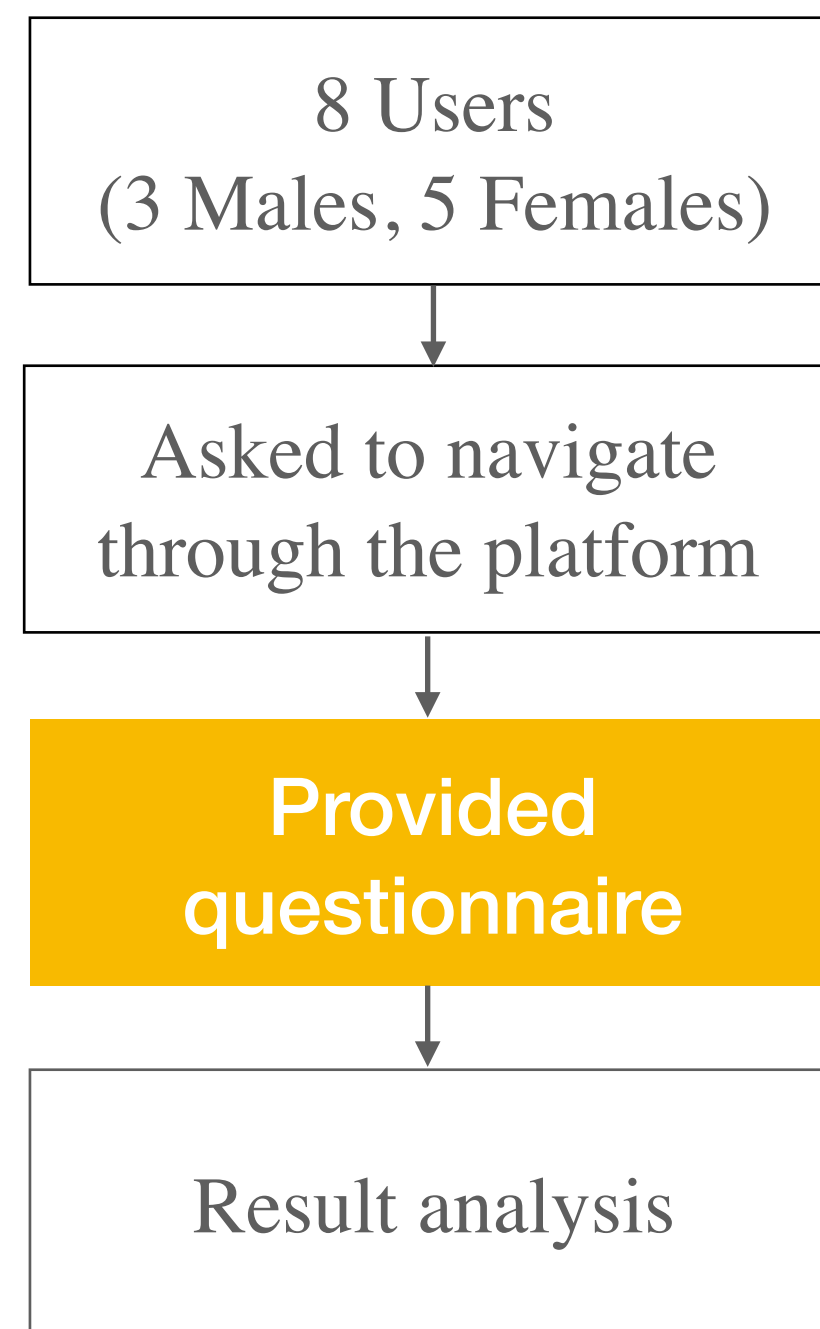 8 Users
(3 Males, 5 Females)
Asked to navigate
through the platform
Provided
questionnaire
Result analysis